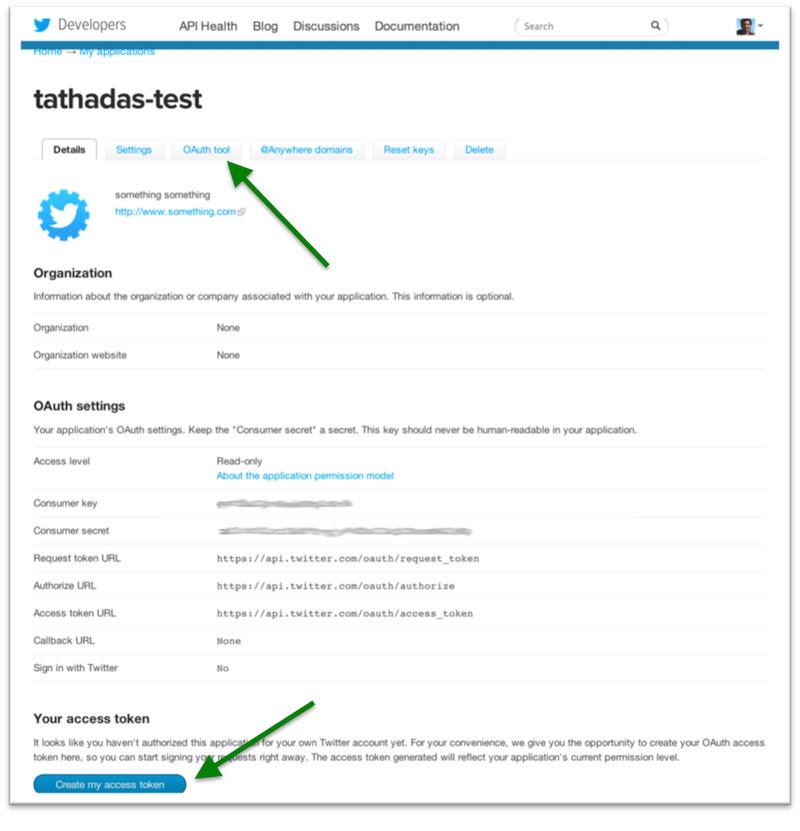 Developers API Health Blog Discussions Documentation Search
Home → My applications
tathadas-test
Details Settings OAuth tool @Anywhere domains Reset keys Delete
something something
http://www.something.com
Organization
Information about the organization or company associated with your application. This information is optional.
Organization None
Organization website None
OAuth settings
Your application's OAuth settings. Keep the "Consumer secret" a secret. This key should never be human-readable in your application.
Access level Read-only
About the application permission model
Consumer key
Consumer secret
Request token URL https://api.twitter.com/oauth/request_token
Authorize URL https://api.twitter.com/oauth/authorize
Access token URL https://api.twitter.com/oauth/access_token
Callback URL None
Sign in with Twitter No
Your access token
It looks like you haven't authorized this application for your own Twitter account yet. For your convenience, we give you the opportunity to create your OAuth access
token here, so you can start signing your requests right away. The access token generated will reflect your application's current permission level.
Create my access token